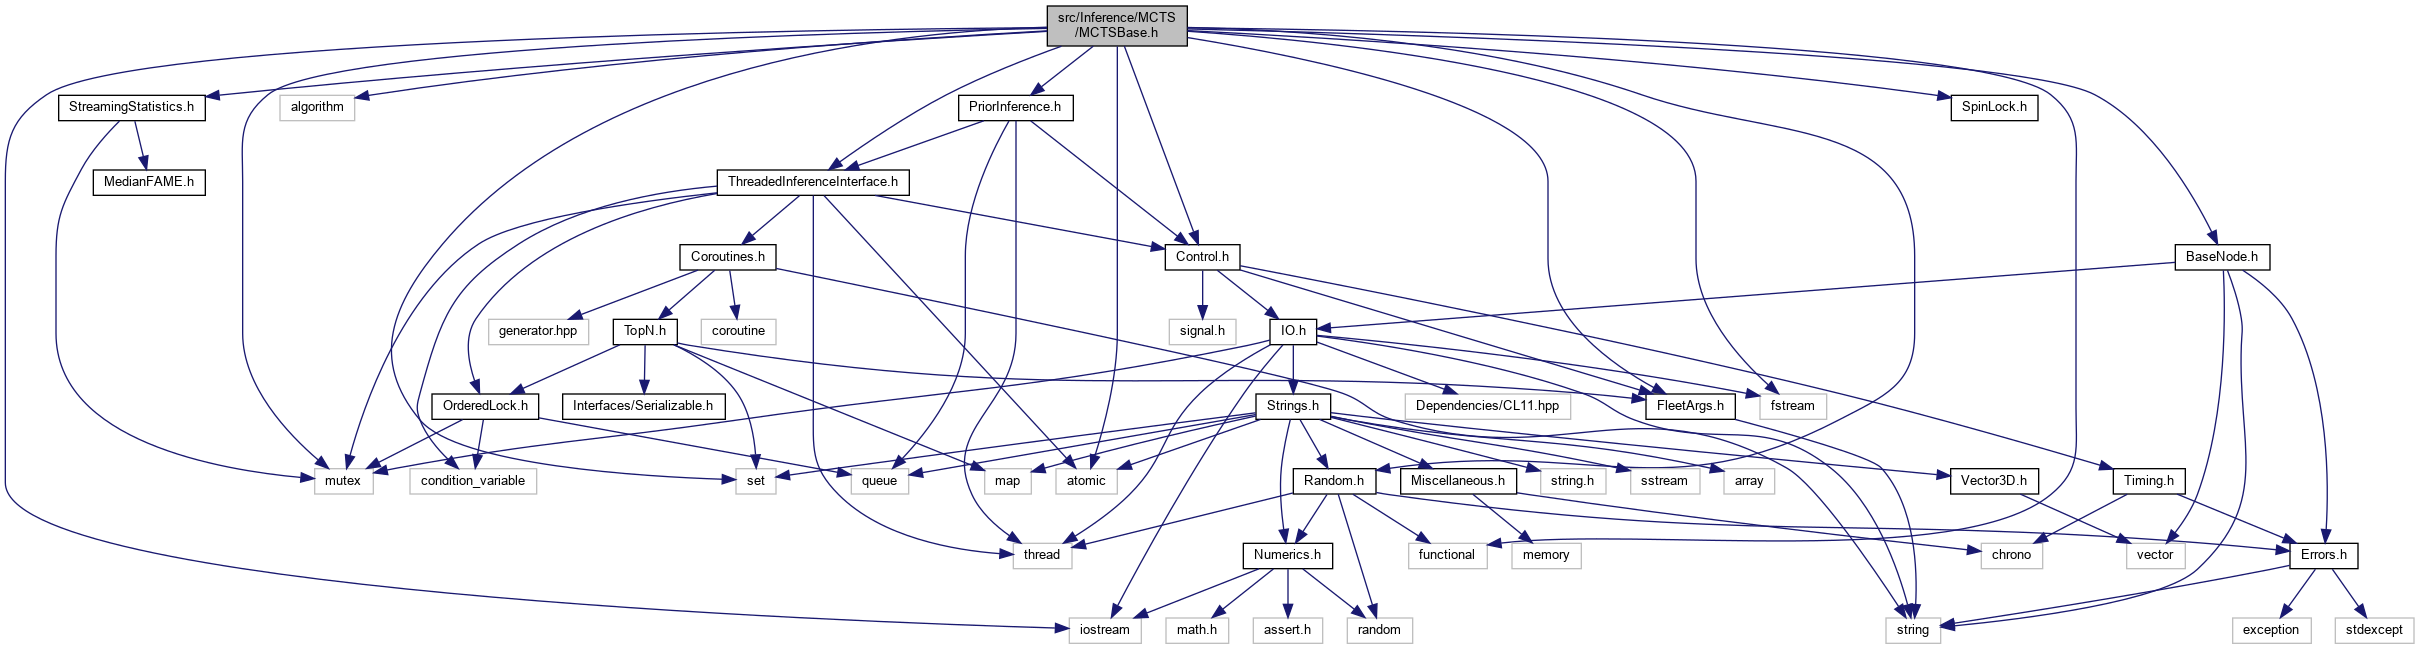 src/Inference/MCTS
/MCTSBase.h
StreamingStatistics.h
algorithm
PriorInference.h
SpinLock.h
MedianFAME.h
ThreadedInferenceInterface.h
Coroutines.h
Control.h
BaseNode.h
generator.hpp
TopN.h
coroutine
signal.h
IO.h
OrderedLock.h
Interfaces/Serializable.h
Strings.h
Dependencies/CL11.hpp
FleetArgs.h
fstream
mutex
condition_variable
set
queue
map
atomic
Random.h
Miscellaneous.h
string.h
sstream
array
Vector3D.h
Timing.h
thread
Numerics.h
functional
memory
chrono
vector
Errors.h
iostream
math.h
assert.h
random
string
exception
stdexcept